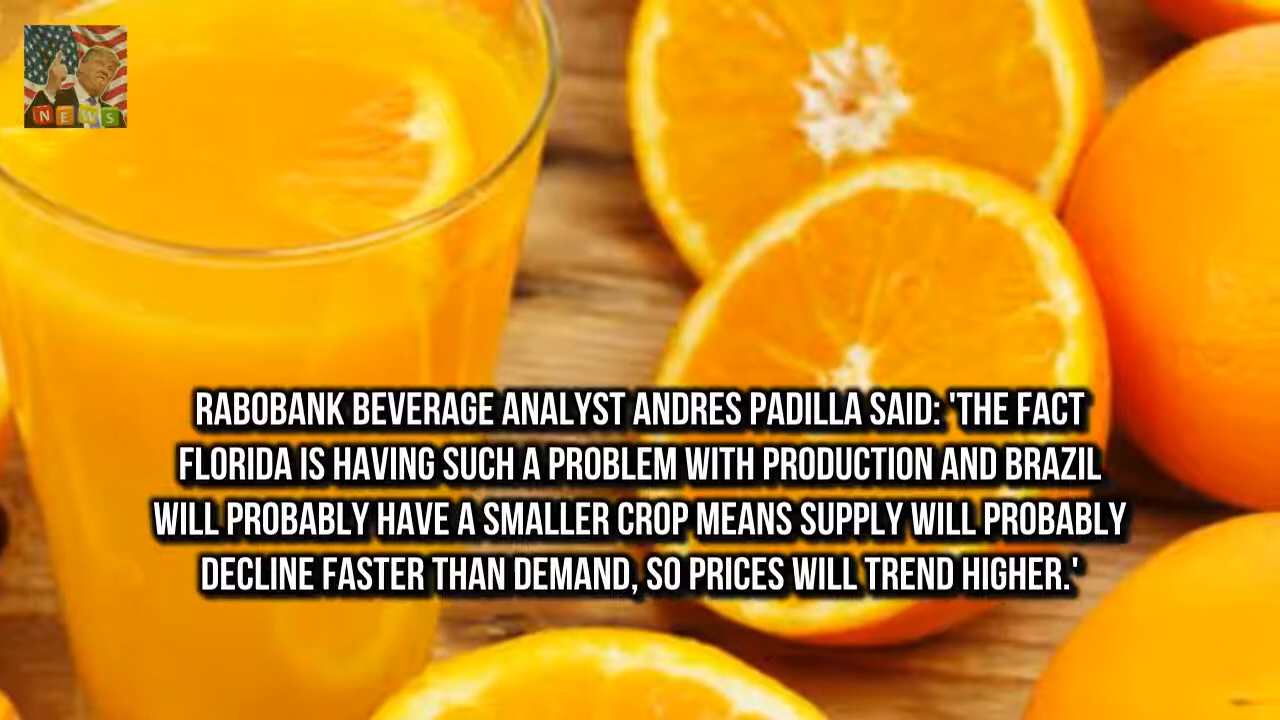 NEWS
RABOBANK BEVERAGE ANALYST ANDRES PADILLA SAID: 'THE FACT
FLORIDA IS HAVING SUCH A PROBLEM WITH PRODUCTION AND BRAZIL
WILL PROBABLY HAVE A SMALLER CROP MEANS SUPPLY WILL PROBABLY
DECLINE FASTER THAN DEMAND, SO PRICES WILL TREND HIGHER.'